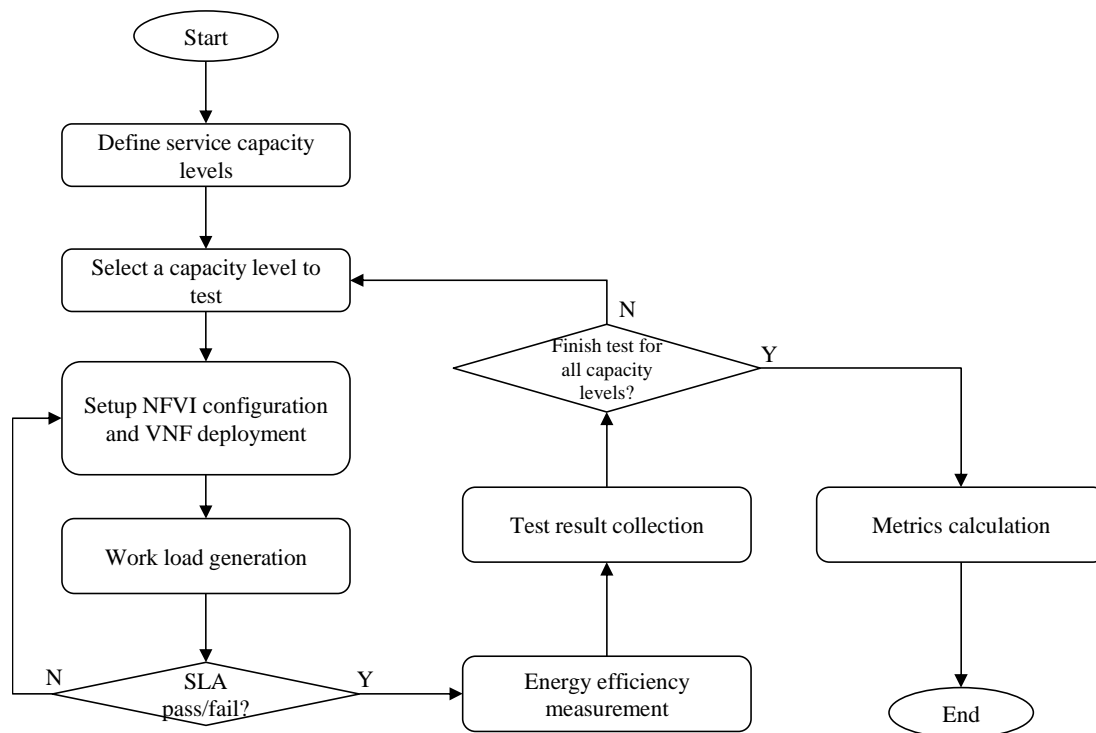 Start
Define service capacity
levels
Select a capacity level to
test
Setup NFVI configuration
and VNF deployment
Work load generation
SLA
pass/fail?
N
Y
Energy efficiency
measurement
Test result collection
Finish test for
all capacity
levels?
N
Y
Metrics calculation
End